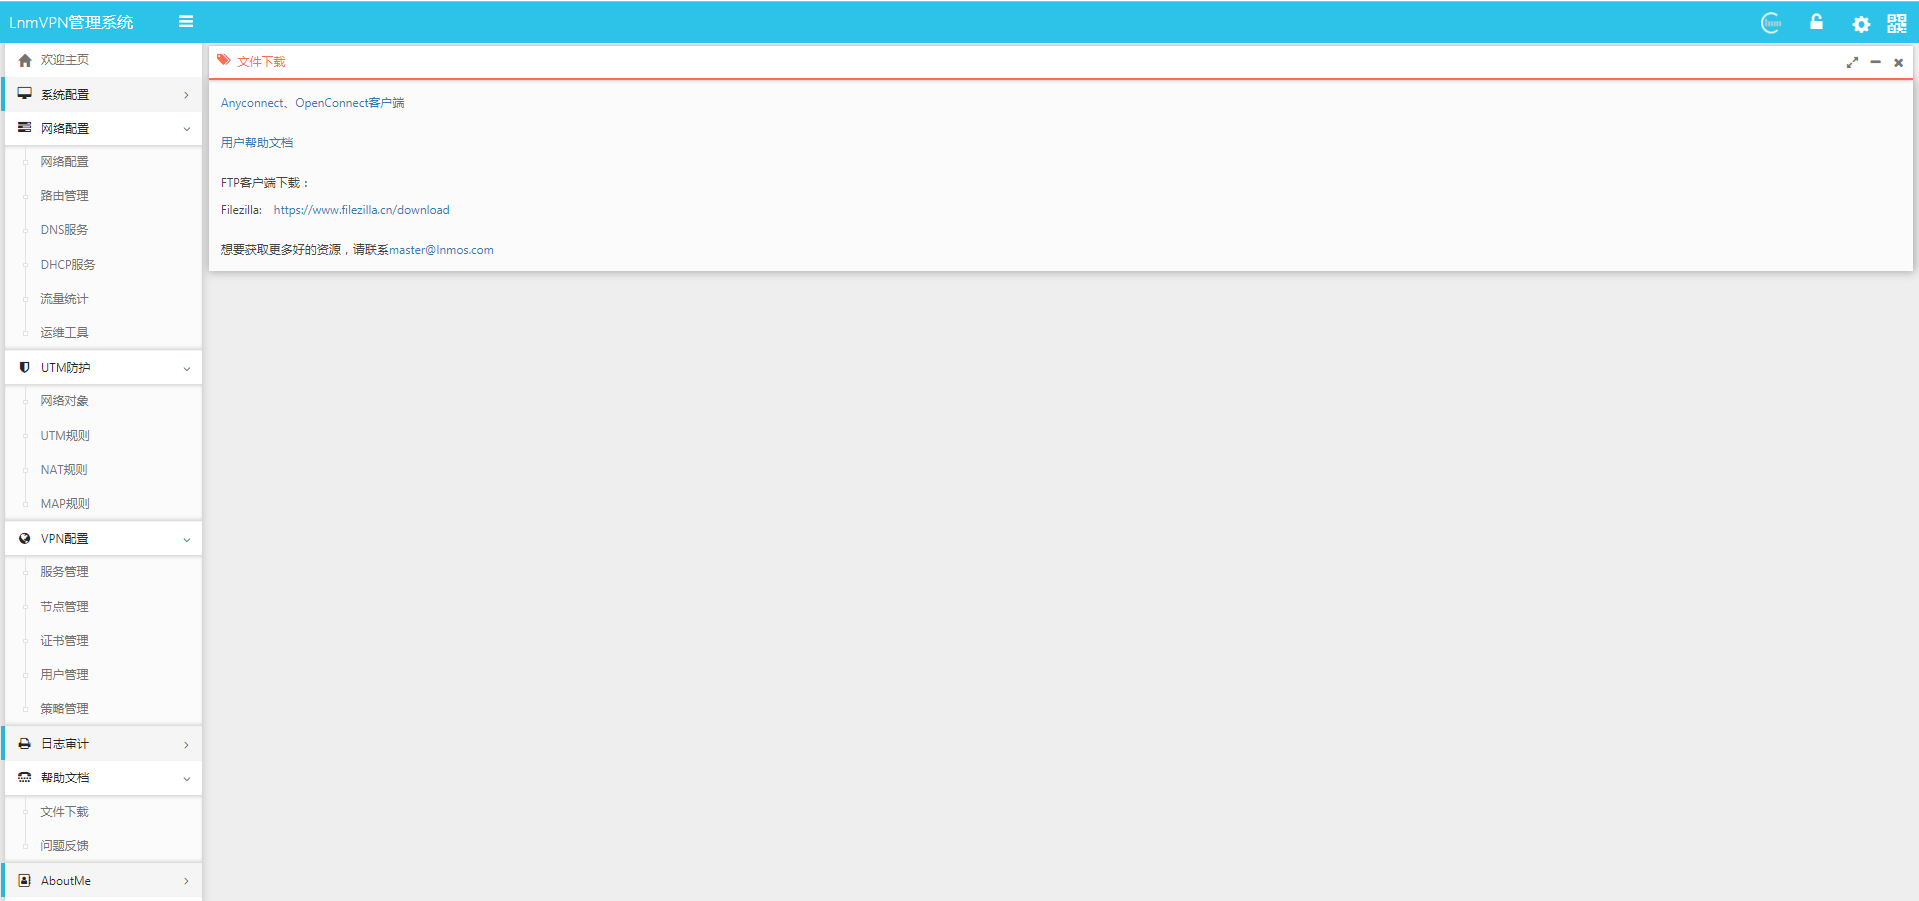 LnmVPN管理系统
lnm
欢迎主页
系统配置
网络配置
网络配置
路由管理
DNS服务
DHCP服务
流量统计
运维工具
UTM防护
网络对象
UTM规则
NAT规则
MAP规则
VPN配置
服务管理
节点管理
证书管理
用户管理
策略管理
日志审计
帮助文档
文件下载
问题反馈
AboutMe
文件下载
Anyconnect、OpenConnect客户端
用户帮助文档
FTP客户端下载：
Filezilla: https://www.filezilla.cn/download
想要获取更多好的资源，请联系master@lnmos.com